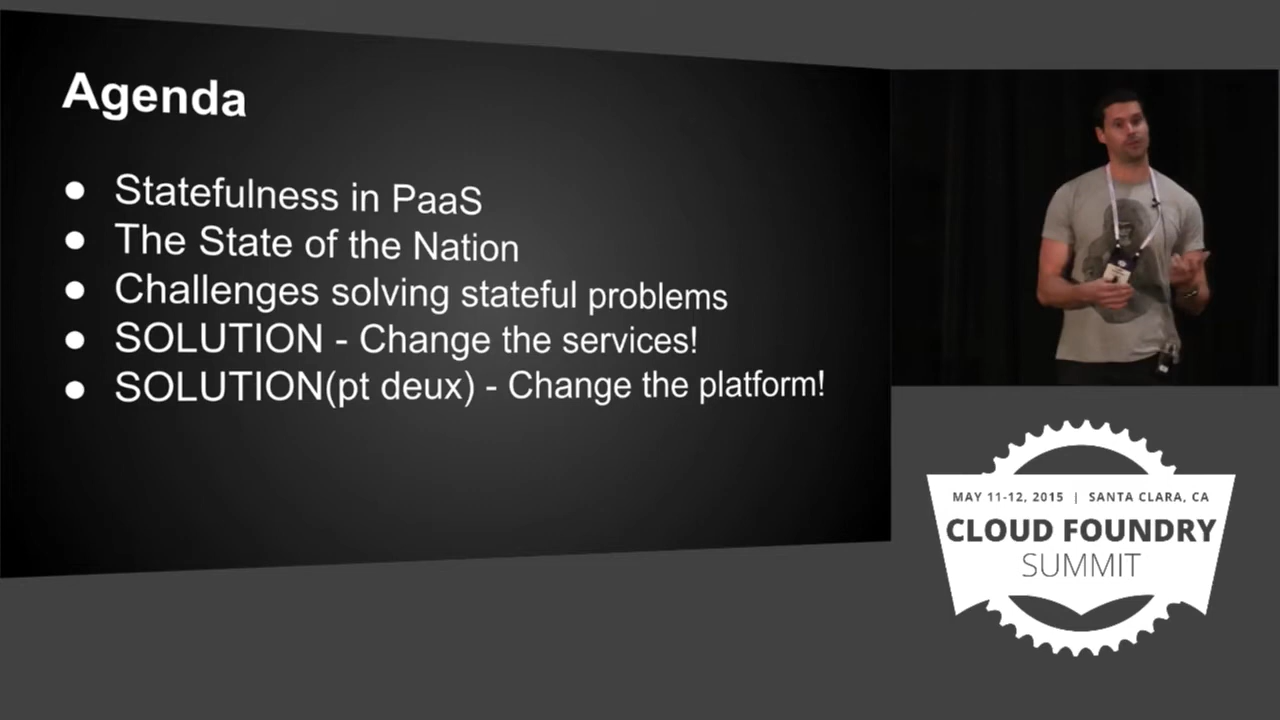 Agenda
● Statefulness in PaaS
● The State of the Nation
● Challenges solving stateful problems
● SOLUTION - Change the services!
● SOLUTION(pt deux) - Change the platform!
MAY 11-12, 2015 | SANTA CLARA, CA
CLOUD FOUNDRY
SUMMIT